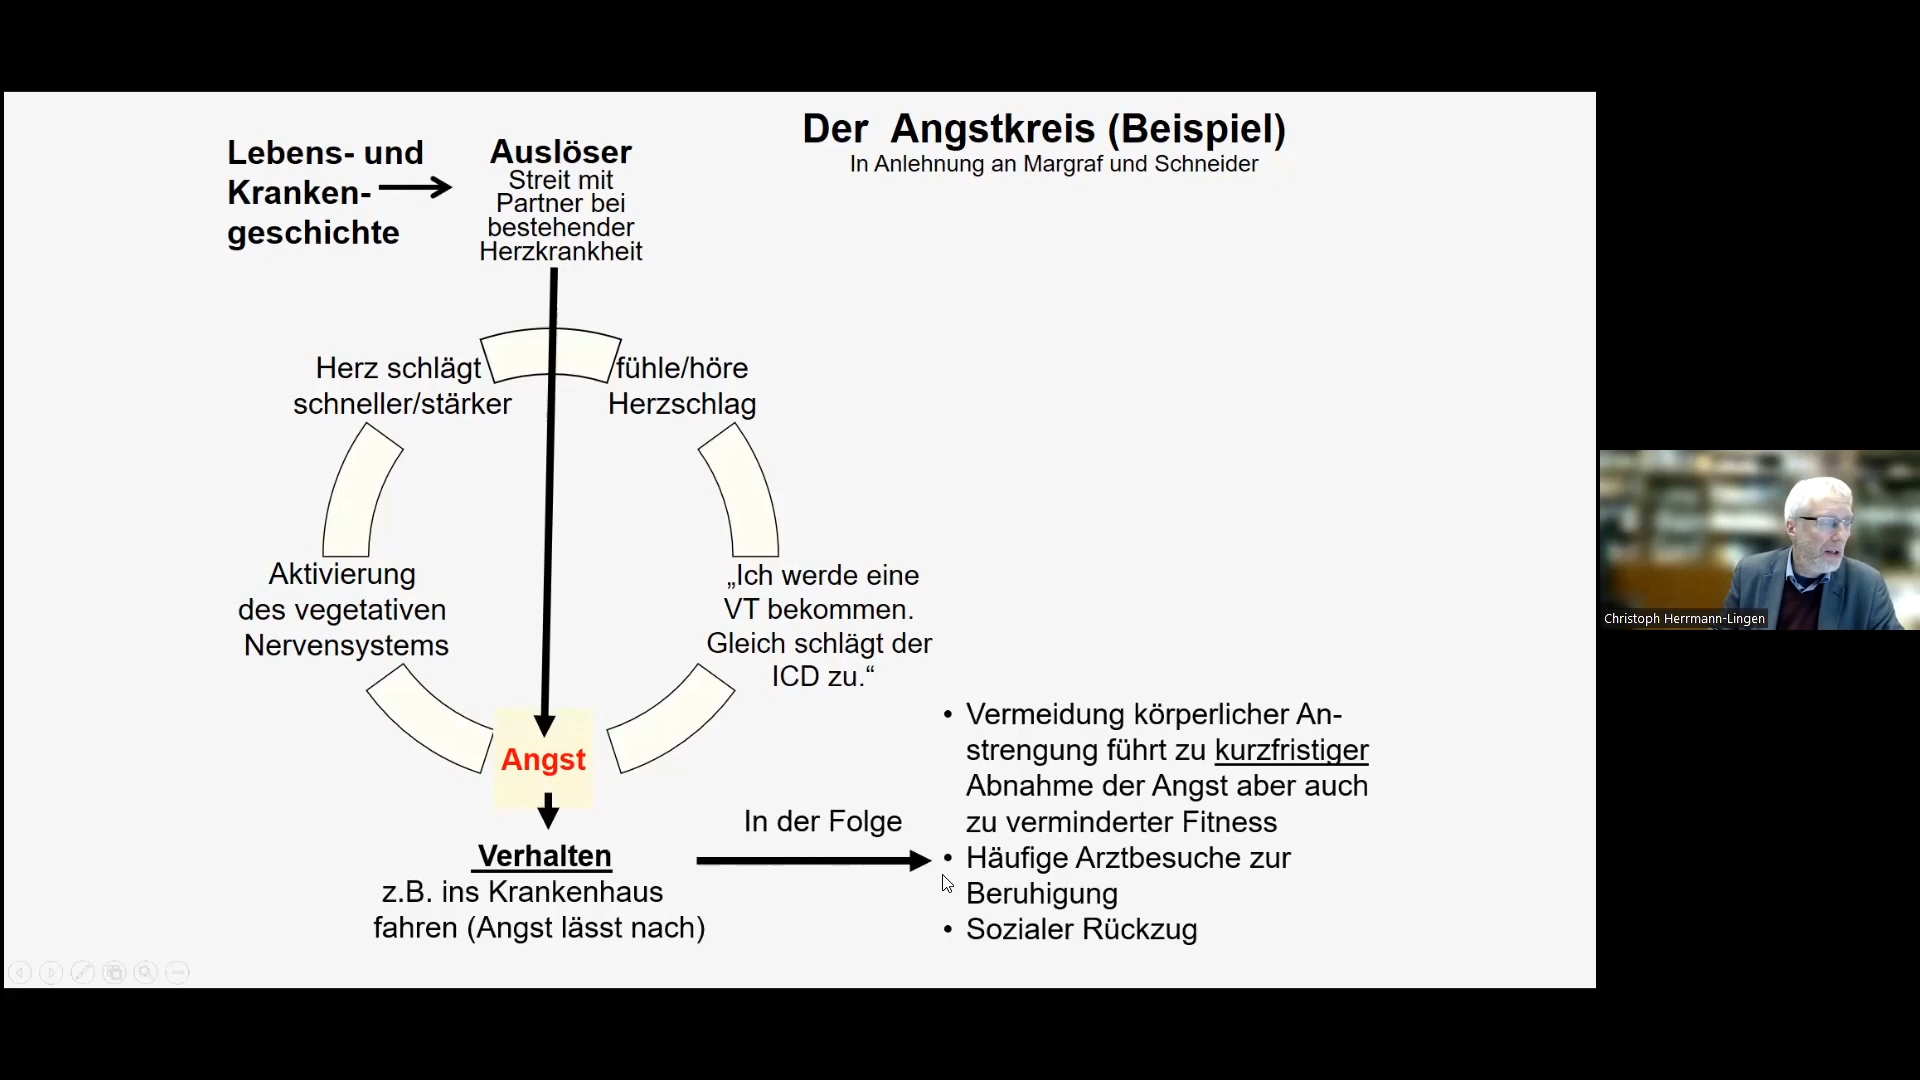 Der Angstkreis (Beispiel)
In Anlehnung an Margraf und Schneider
Lebens- und
Kranken-
geschichte
Auslöser
Streit mit
Partner bei
bestehender
Herzkrankheit
Herz schlägt
schneller/stärker
fühle/höre
Herzschlag
Aktivierung
des vegetativen
Nervensystems
„Ich werde eine
VT bekommen.
Gleich schlägt der
ICD zu.“
Angst
Verhalten
z.B. ins Krankenhaus
fahren (Angst lässt nach)
In der Folge
• Vermeidung körperlicher An-
strengung führt zu kurzfristiger
Abnahme der Angst aber auch
zu verminderter Fitness
• Häufige Arztbesuche zur
Beruhigung
• Sozialer Rückzug
Christoph Herrmann-Lingen